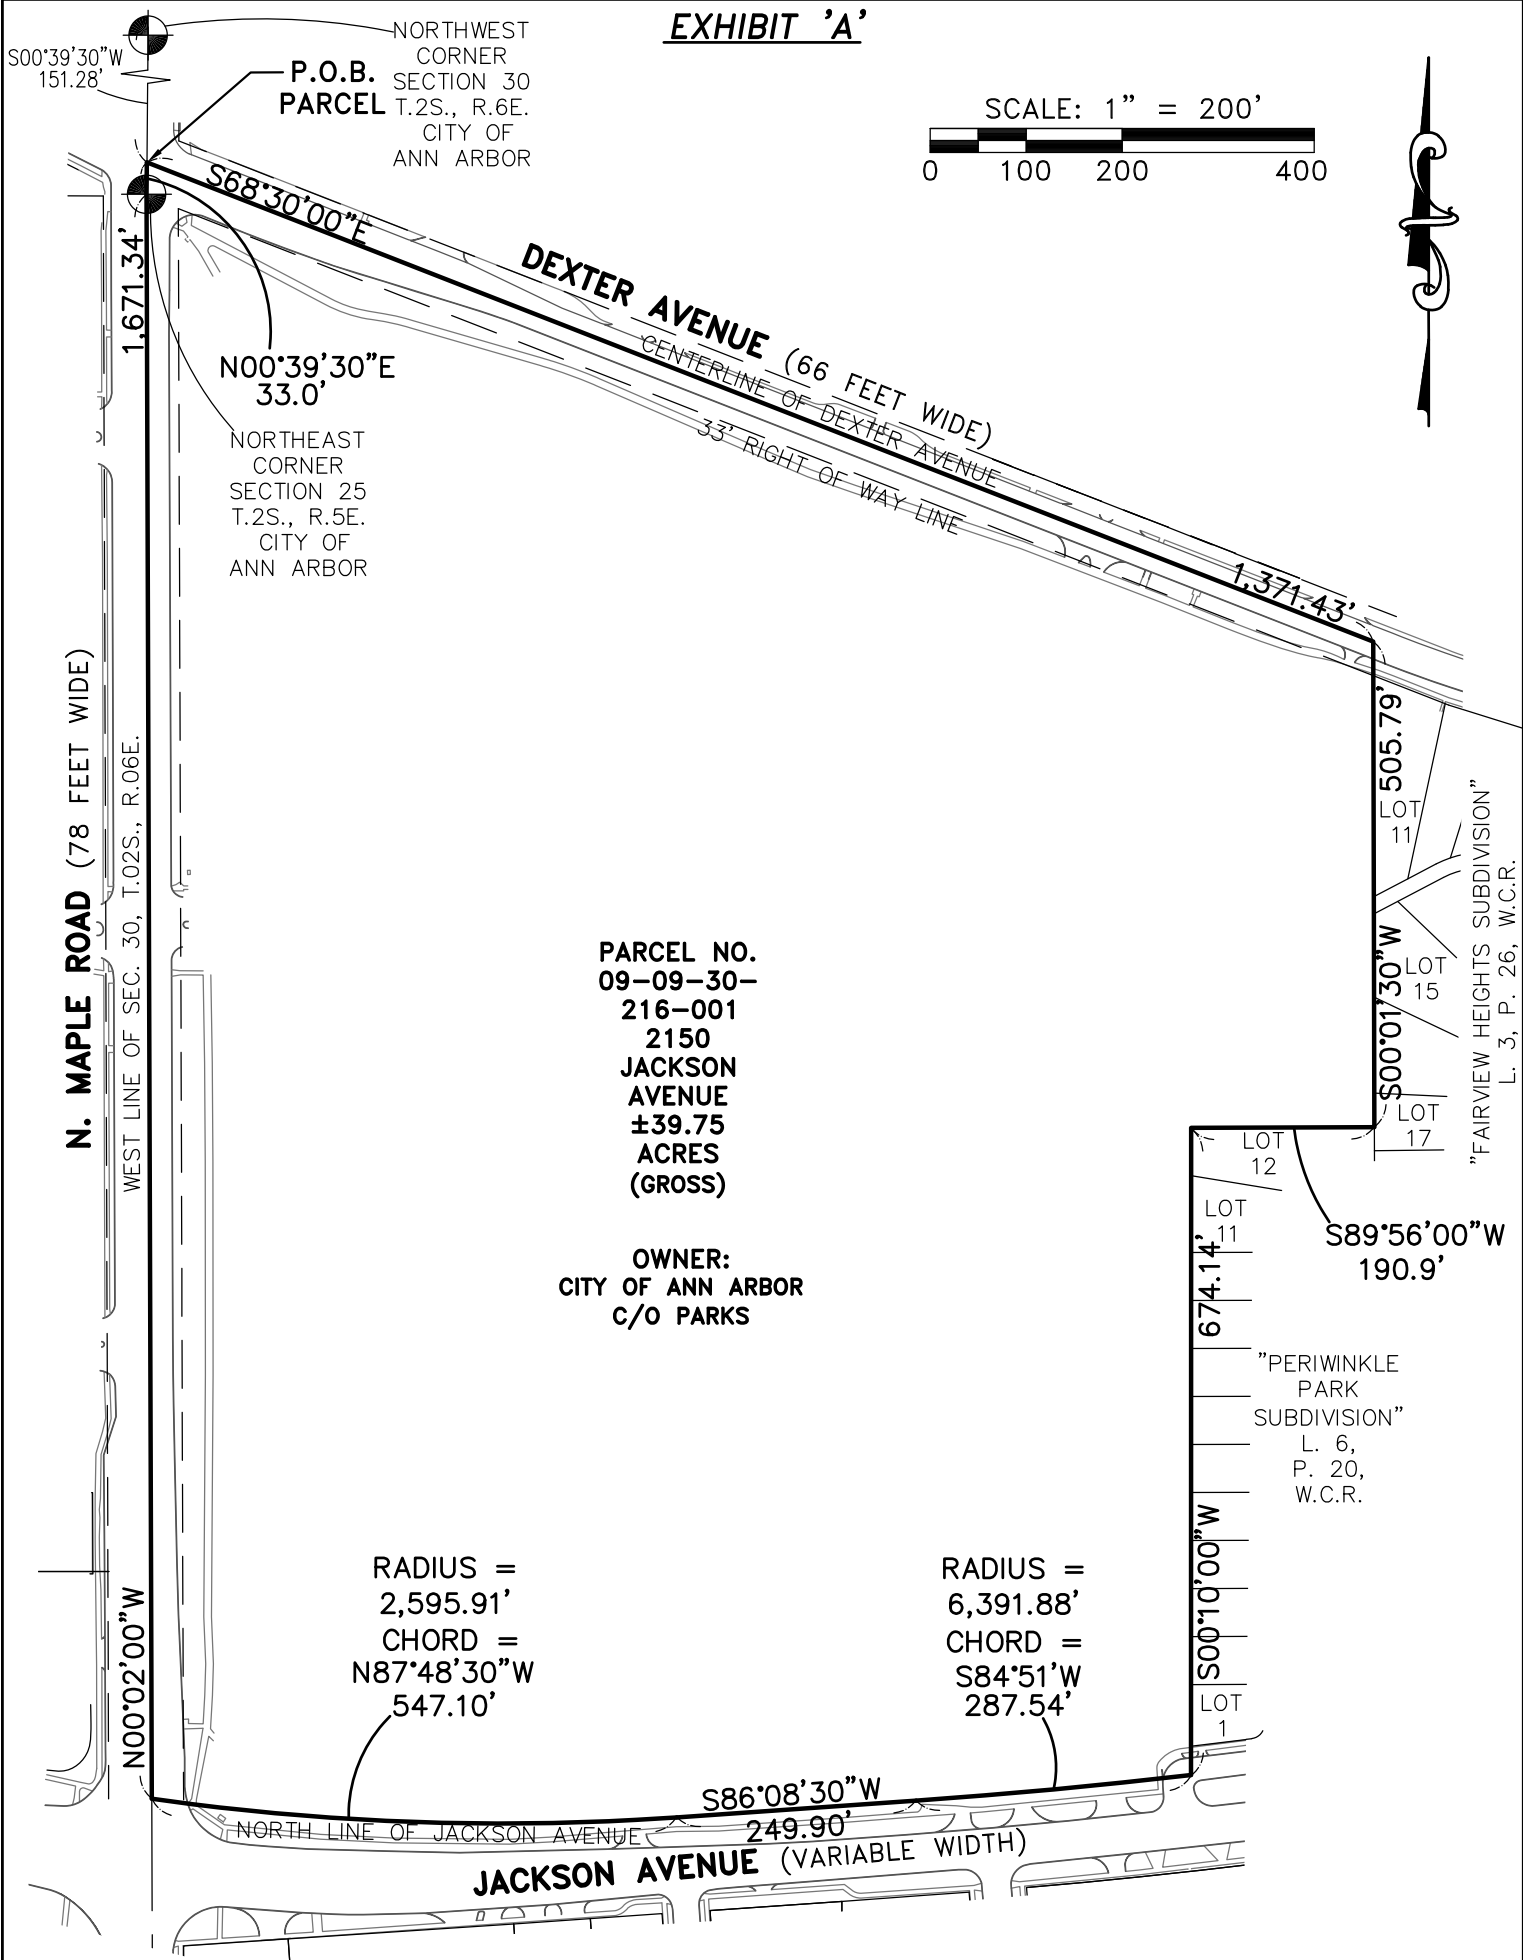 EXHIBIT 'A'
S00°39'30"W
151.28'
NORTHWEST
CORNER
SECTION 30
T.2S., R.6E.
CITY OF
ANN ARBOR
P.O.B.
PARCEL
SCALE: 1" = 200'
0 100 200 400
S68°30'00"E
1,371.43'
DEXTER AVENUE (66 FEET WIDE)
CENTERLINE OF DEXTER AVENUE
33' RIGHT OF WAY LINE
1,671.34'
N00°02'00"W
N00°39'30"E
33.0'
NORTHEAST
CORNER
SECTION 25
T.2S., R.5E.
CITY OF
ANN ARBOR
N. MAPLE ROAD (78 FEET WIDE)
WEST LINE OF SEC. 30, T.02S., R.06E.
505.79'
S00°01'30"W
LOT
11
LOT
15
LOT
17
"FAIRVIEW HEIGHTS SUBDIVISION"
L. 3, P. 26, W.C.R.
PARCEL NO.
09-09-30-
216-001
2150
JACKSON
AVENUE
±39.75
ACRES
(GROSS)
OWNER:
CITY OF ANN ARBOR
C/O PARKS
LOT
12
LOT
11
S89°56'00"W
190.9'
674.14'
S00°10'00"W
"PERIWINKLE
PARK
SUBDIVISION"
L. 6,
P. 20,
W.C.R.
LOT
1
RADIUS =
2,595.91'
CHORD =
N87°48'30"W
547.10'
RADIUS =
6,391.88'
CHORD =
S84°51'W
287.54'
S86°08'30"W
249.90'
NORTH LINE OF JACKSON AVENUE
JACKSON AVENUE (VARIABLE WIDTH)